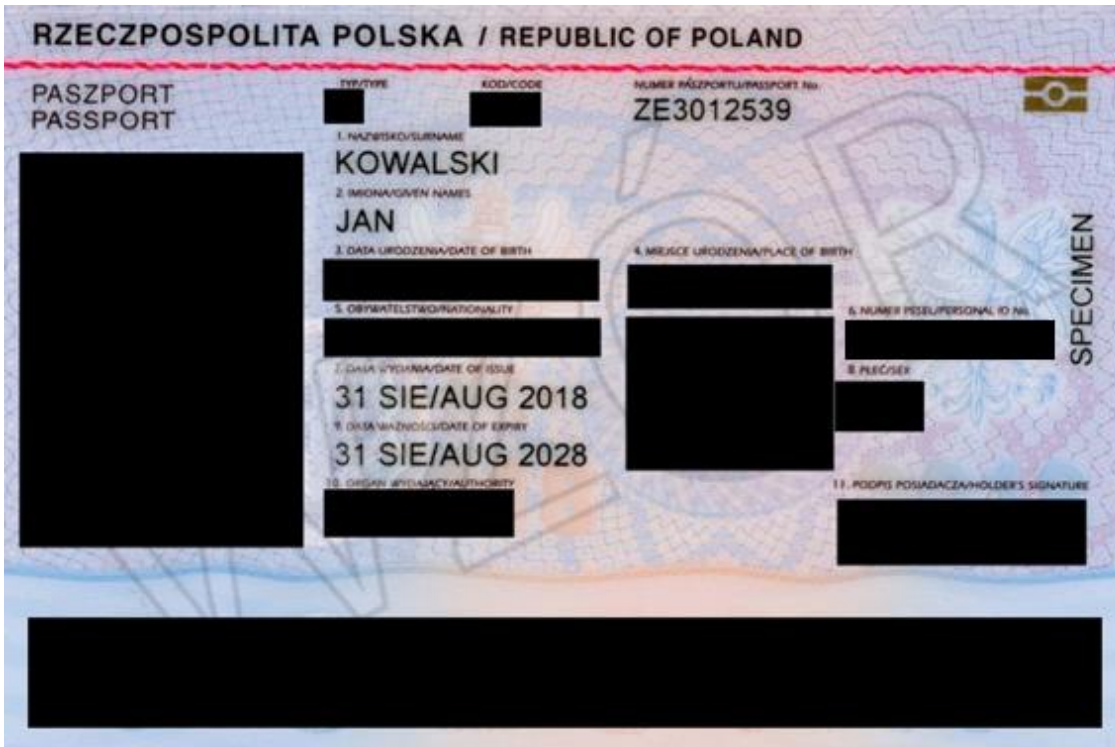 RZECZPOSPOLITA POLSKA / REPUBLIC OF POLAND
PASZPORT
PASSPORT
TYP/TYPE
KOD/CODE
NUMER PASZPORTU/PASSPORT No.
ZE3012539
1. NAZWISKO/SURNAME
KOWALSKI
2. IMIONA/GIVEN NAMES
JAN
3. DATA URODZENIA/DATE OF BIRTH
4. MIEJSCE URODZENIA/PLACE OF BIRTH
5. OBYWATELSTWO/NATIONALITY
6. NUMER PESEL/PERSONAL ID No.
7. DATA WYDANIA/DATE OF ISSUE
31 SIE/AUG 2018
8. PŁEĆ/SEX
9. DATA WAŻNOŚCI/DATE OF EXPIRY
31 SIE/AUG 2028
10. ORGAN WYDAJĄCY/AUTHORITY
11. PODPIS POSIADACZA/HOLDER'S SIGNATURE
SPECIMEN
WZÓR